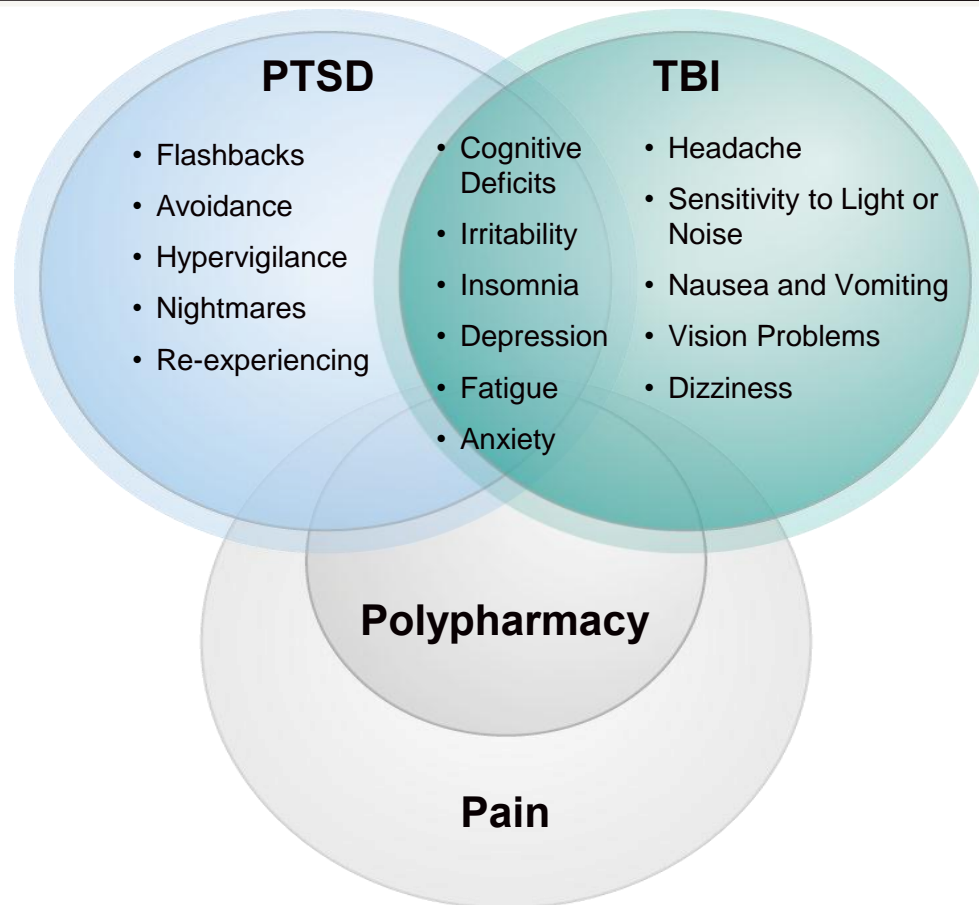 PTSD
• Flashbacks
• Avoidance
• Hypervigilance
• Nightmares
• Re-experiencing
• Cognitive
Deficits
• Irritability
• Insomnia
• Depression
• Fatigue
• Anxiety
TBI
• Headache
• Sensitivity to Light or
Noise
• Nausea and Vomiting
• Vision Problems
• Dizziness
Polypharmacy
Pain